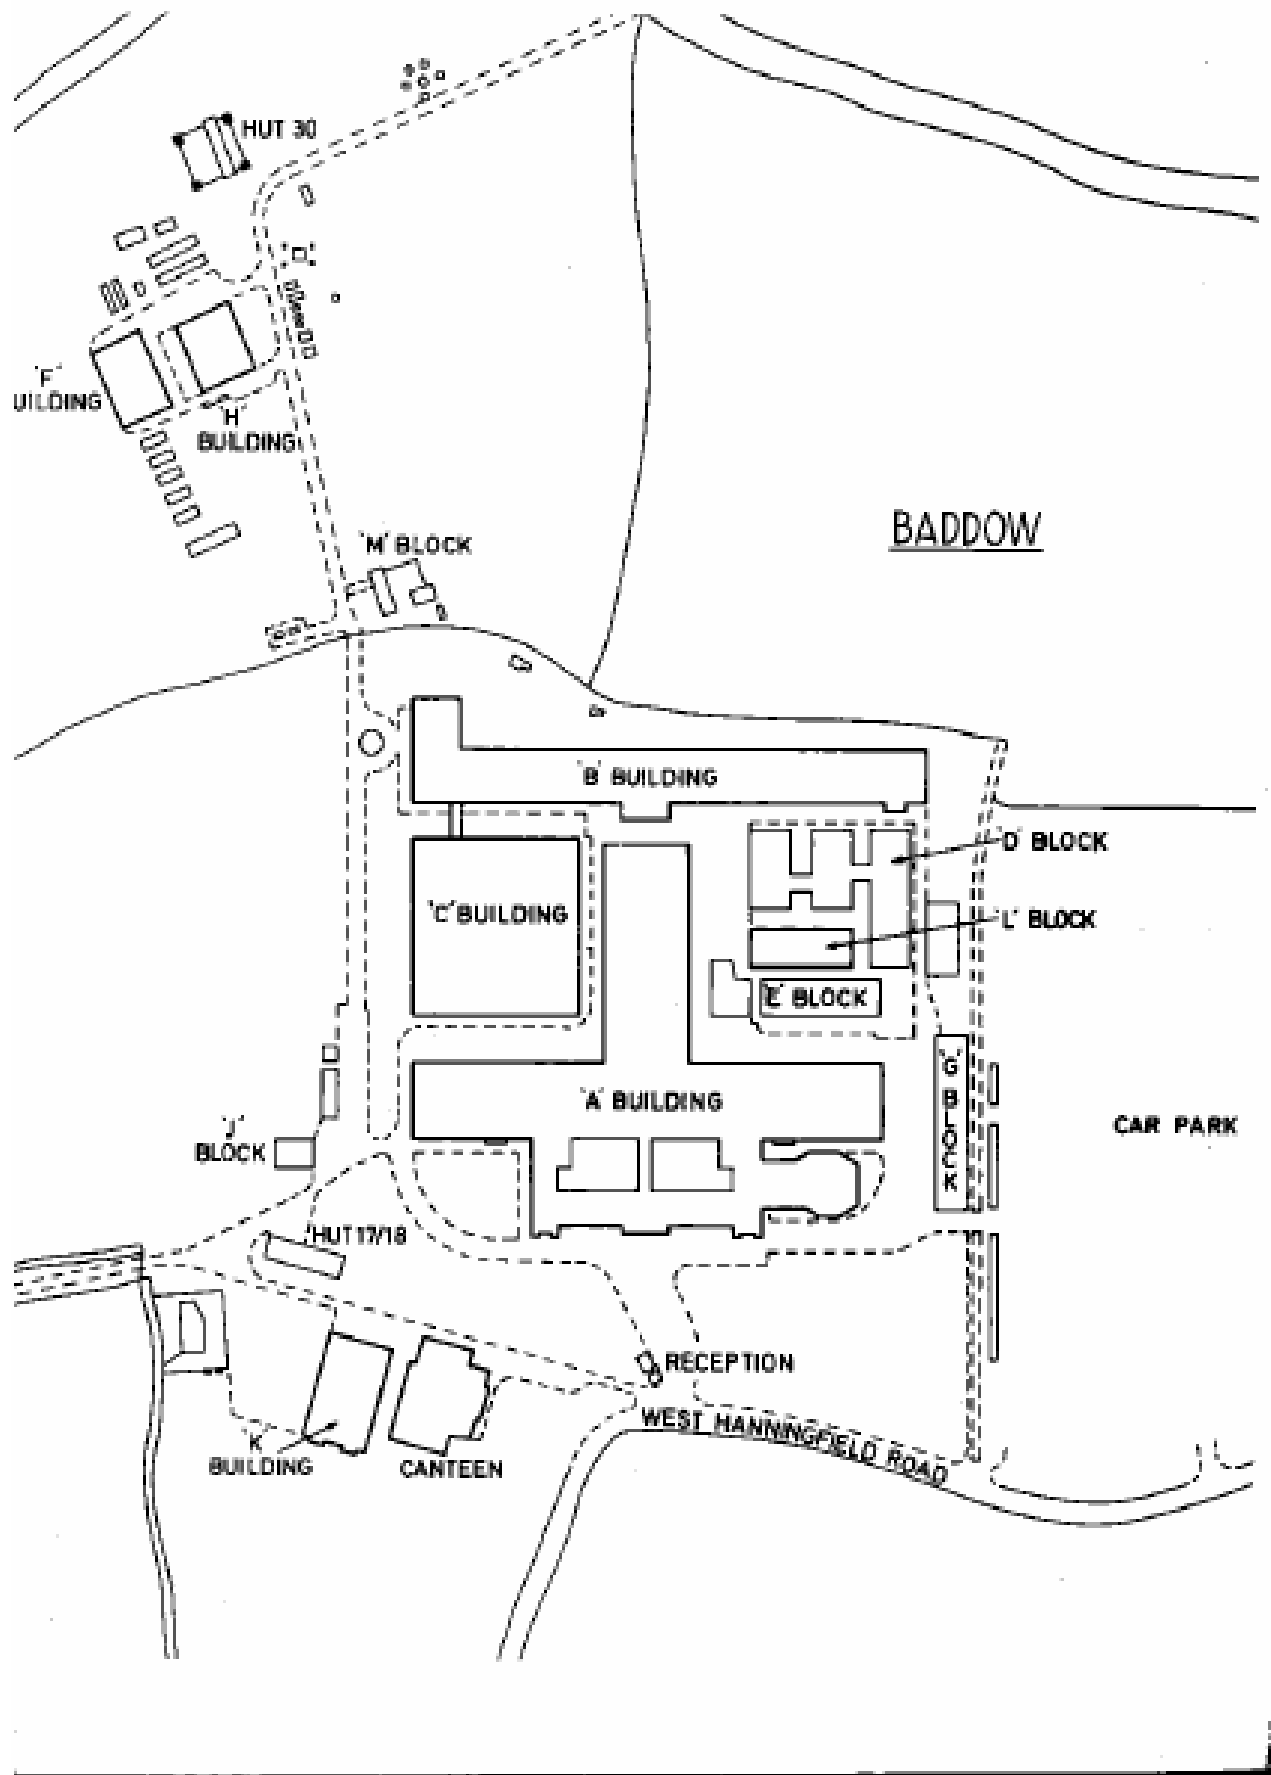 HUT 30
'F'
UILDING
'H'
BUILDING
BADDOW
'M' BLOCK
'B' BUILDING
'D' BLOCK
'C' BUILDING
'L' BLOCK
'E' BLOCK
'G' BLOCK
'A' BUILDING
CAR PARK
'J'
BLOCK
HUT 17/18
RECEPTION
WEST HANNINGFIELD ROAD
'K'
BUILDING
CANTEEN